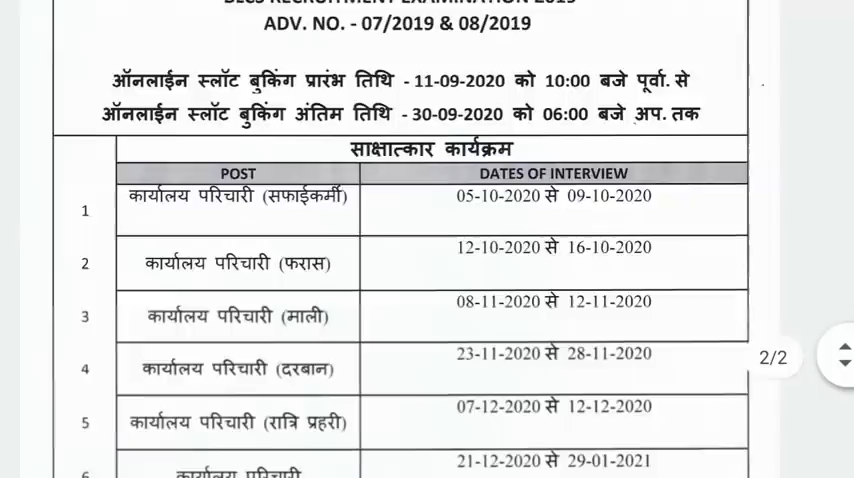 ADV. NO. - 07/2019 & 08/2019
ऑनलाईन स्लॉट बुकिंग प्रारंभ तिथि - 11-09-2020 को 10:00 बजे पूर्वा. से
ऑनलाईन स्लॉट बुकिंग अंतिम तिथि - 30-09-2020 को 06:00 बजे अप. तक
साक्षात्कार कार्यक्रम
POST DATES OF INTERVIEW
1 कार्यालय परिचारी (सफाईकर्मी) 05-10-2020 से 09-10-2020
2 कार्यालय परिचारी (फरास) 12-10-2020 से 16-10-2020
3 कार्यालय परिचारी (माली) 08-11-2020 से 12-11-2020
4 कार्यालय परिचारी (दरबान) 23-11-2020 से 28-11-2020
2/2
5 कार्यालय परिचारी (रात्रि प्रहरी) 07-12-2020 से 12-12-2020
6 कार्यालय परिचारी 21-12-2020 से 29-01-2021